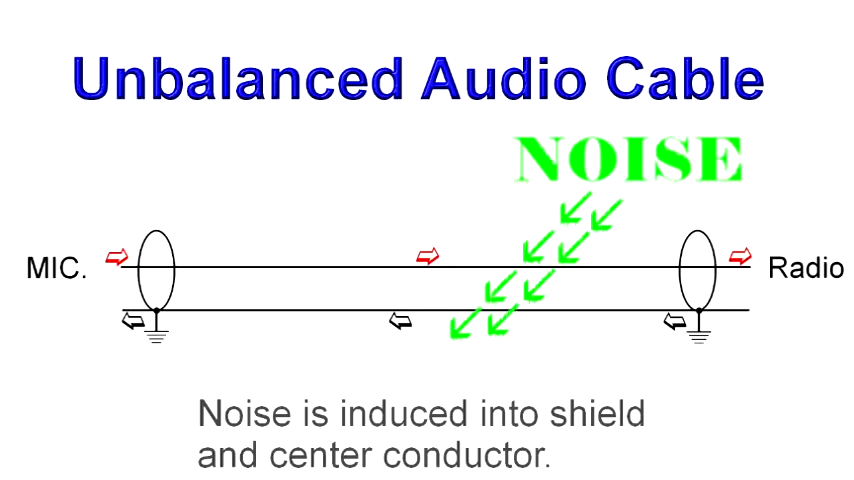 Unbalanced Audio Cable
NOISE
MIC.
Radio
Noise is induced into shield
and center conductor.